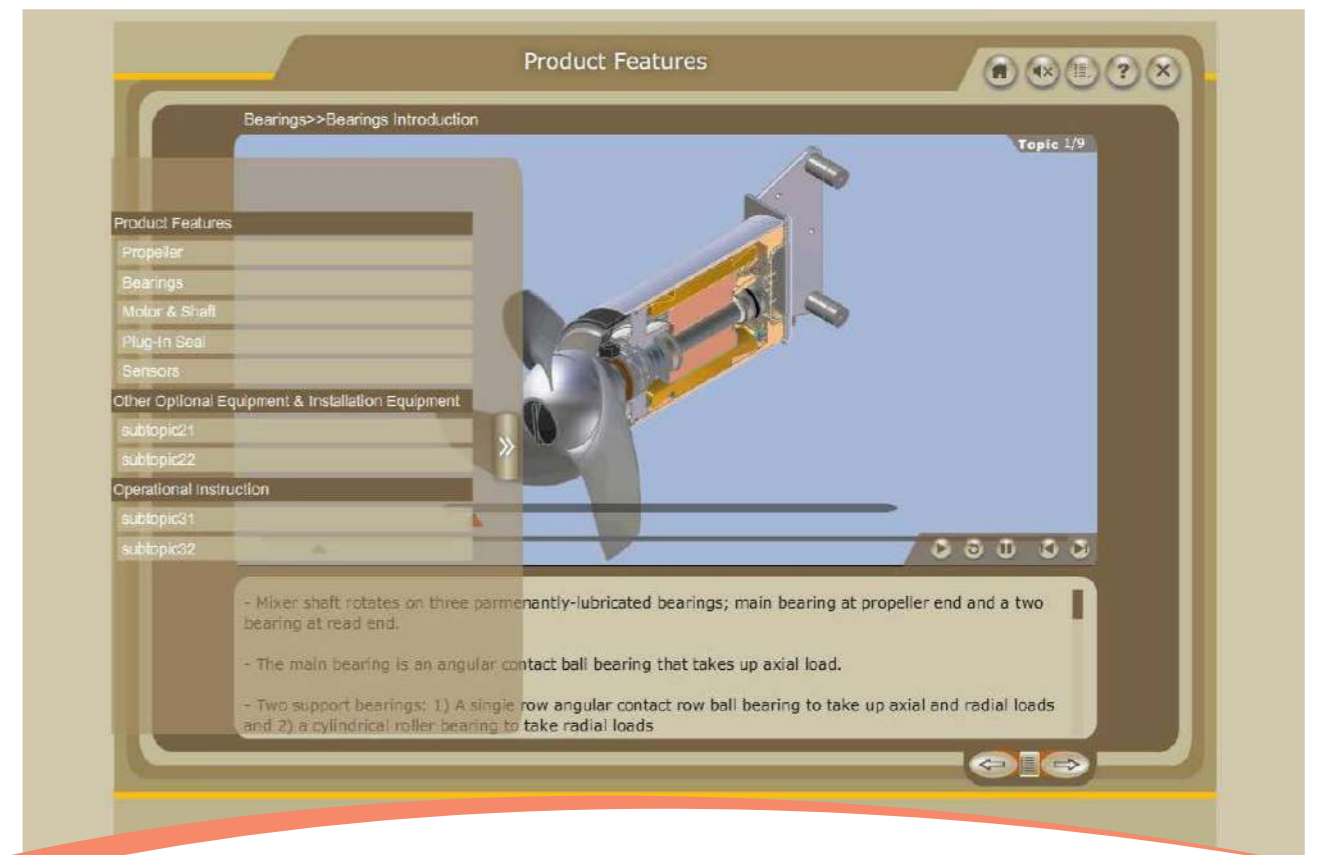 Product Features
Bearings>>Bearings Introduction
Topic 1/9
Product Features
Propeller
Bearings
Motor & Shaft
Plug-In Seal
Sensors
Other Optional Equipment & Installation Equipment
subtopic21
subtopic22
Operational Instruction
subtopic31
subtopic32
- Mixer shaft rotates on three parmenantly-lubricated bearings; main bearing at propeller end and a two
bearing at read end.
- The main bearing is an angular contact ball bearing that takes up axial load.
- Two support bearings: 1) A single row angular contact row ball bearing to take up axial and radial loads
and 2) a cylindrical roller bearing to take radial loads